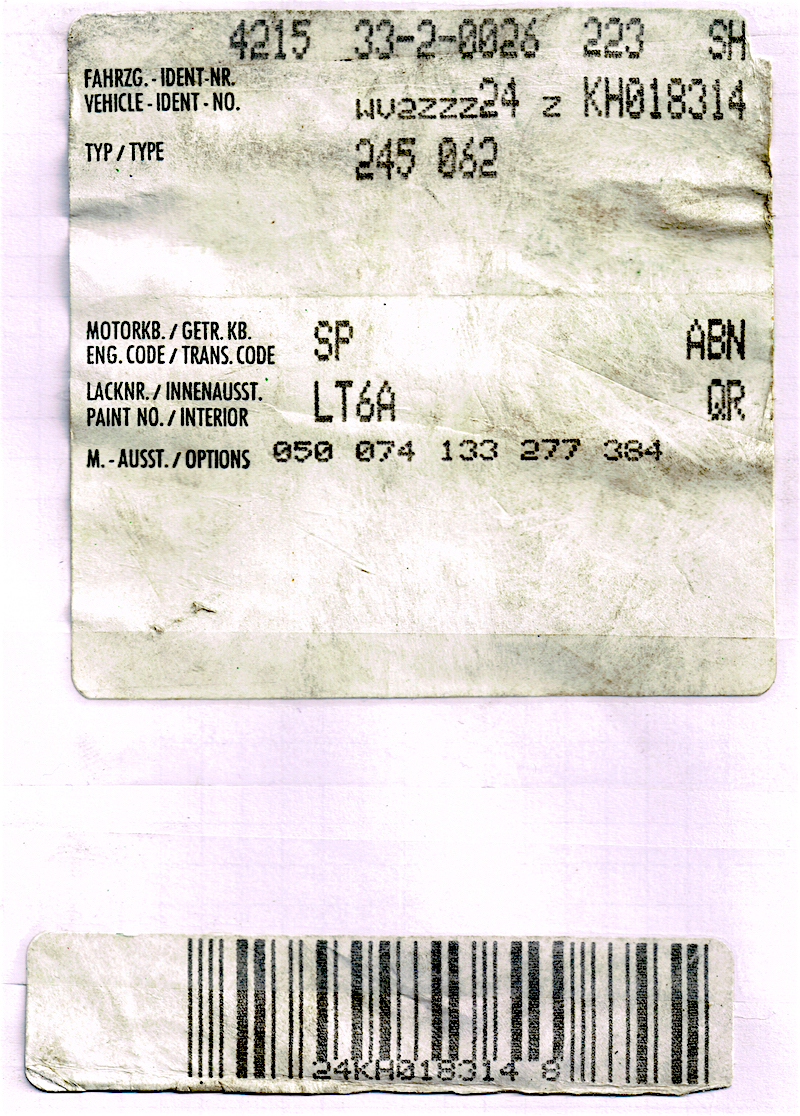 4215 33-2-0026 223 SH
FAHRZG. - IDENT-NR.
VEHICLE - IDENT - NO. WV2ZZZ24 Z KH018314
TYP / TYPE 245 062
MOTORKB. / GETR. KB.
ENG. CODE / TRANS. CODE SP ABN
LACKNR. / INNENAUSST.
PAINT NO. / INTERIOR LT6A QR
M. - AUSST. / OPTIONS 050 074 133 277 384
24KH018314 8